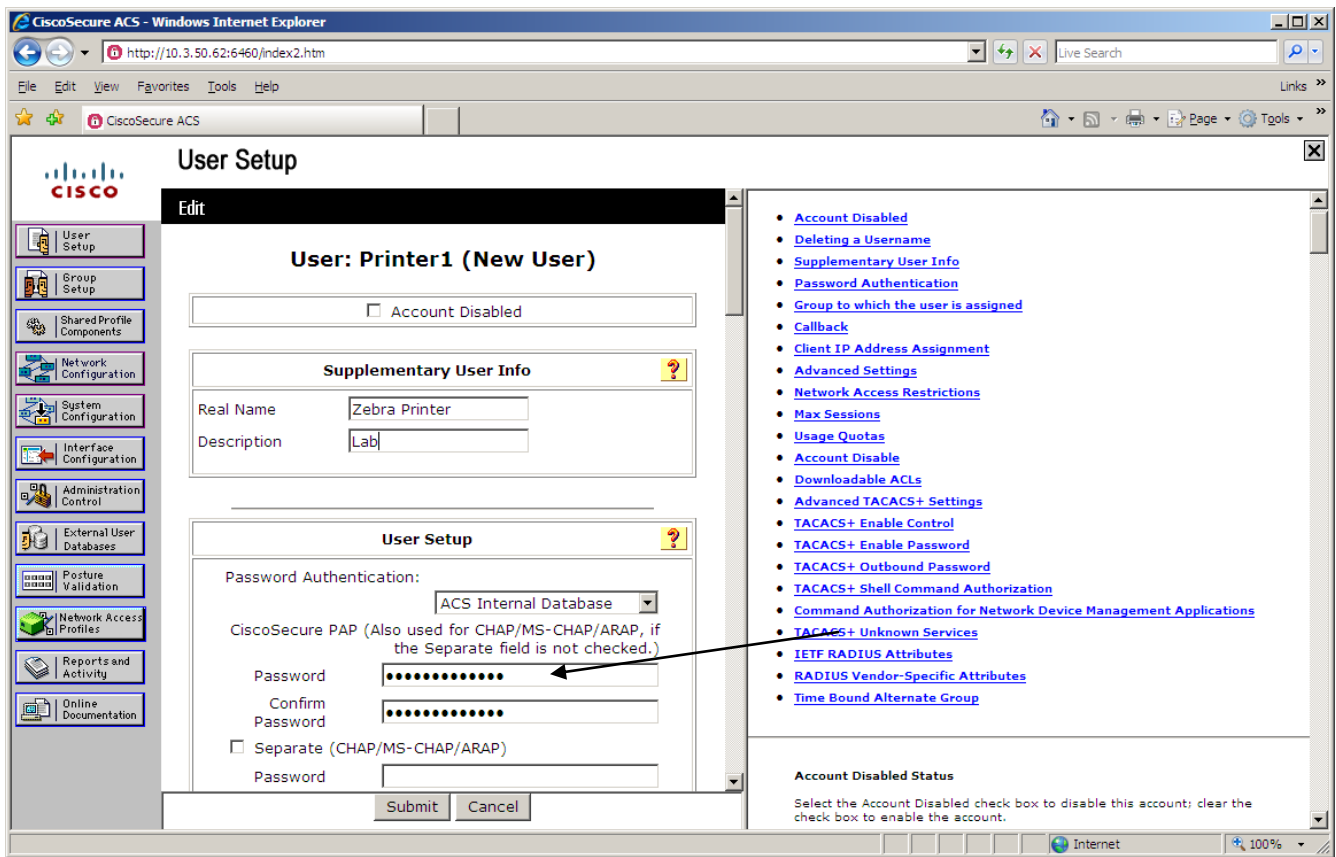 CiscoSecure ACS - Windows Internet Explorer
http://10.3.50.62:6460/index2.htm
Live Search
File Edit View Favorites Tools Help
Links »
CiscoSecure ACS
Page Tools »
CISCO
User Setup
User Setup
Group Setup
Shared Profile Components
Network Configuration
System Configuration
Interface Configuration
Administration Control
External User Databases
Posture Validation
Network Access Profiles
Reports and Activity
Online Documentation
Edit
User: Printer1 (New User)
Account Disabled
Supplementary User Info
?
Real Name Zebra Printer
Description Lab
User Setup
?
Password Authentication:
ACS Internal Database
CiscoSecure PAP (Also used for CHAP/MS-CHAP/ARAP, if
the Separate field is not checked.)
Password •••••••••••••
Confirm
Password •••••••••••••
Separate (CHAP/MS-CHAP/ARAP)
Password
Submit Cancel
• Account Disabled
• Deleting a Username
• Supplementary User Info
• Password Authentication
• Group to which the user is assigned
• Callback
• Client IP Address Assignment
• Advanced Settings
• Network Access Restrictions
• Max Sessions
• Usage Quotas
• Account Disable
• Downloadable ACLs
• Advanced TACACS+ Settings
• TACACS+ Enable Control
• TACACS+ Enable Password
• TACACS+ Outbound Password
• TACACS+ Shell Command Authorization
• Command Authorization for Network Device Management Applications
• TACACS+ Unknown Services
• IETF RADIUS Attributes
• RADIUS Vendor-Specific Attributes
• Time Bound Alternate Group
Account Disabled Status
Select the Account Disabled check box to disable this account; clear the
check box to enable the account.
Internet
100%